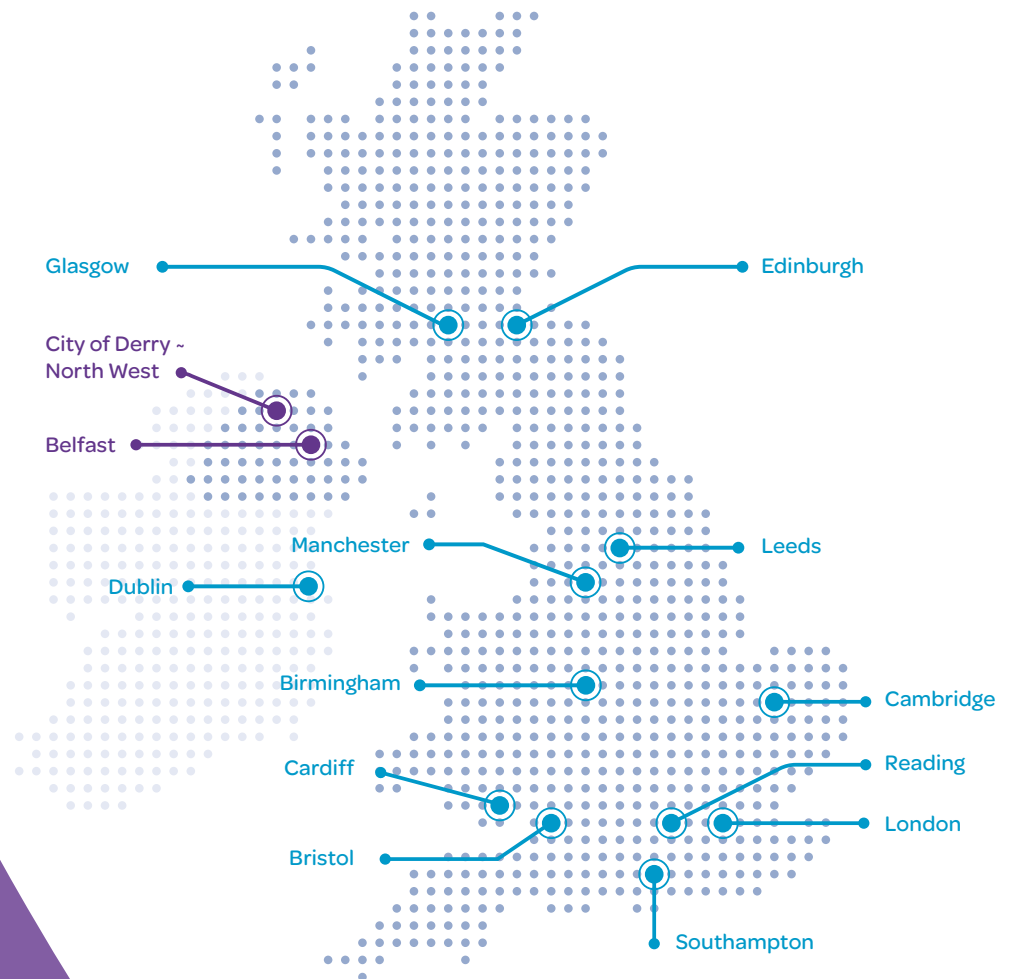 Glasgow
Edinburgh
City of Derry ~
North West
Belfast
Manchester
Leeds
Dublin
Birmingham
Cambridge
Cardiff
Reading
London
Bristol
Southampton